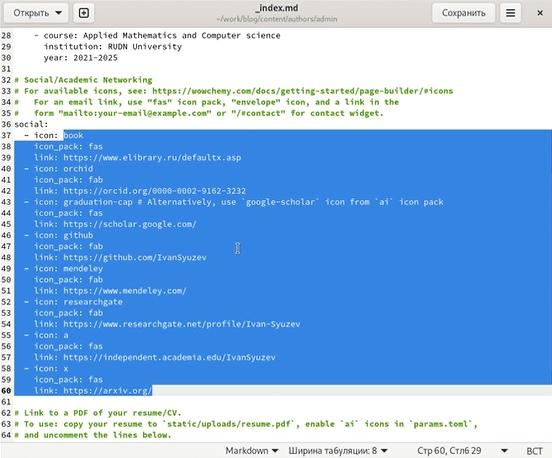 Открыть
_index.md
~/work/blog/content/authors/admin
Сохранить
28 - course: Applied Mathematics and Computer science
29 institution: RUDN University
30 year: 2021-2025
31
32 # Social/Academic Networking
33 # For available icons, see: https://wowchemy.com/docs/getting-started/page-builder/#icons
34 # For an email link, use "fas" icon pack, "envelope" icon, and a link in the
35 # form "mailto:your-email@example.com" or "/#contact" for contact widget.
36 social:
37 - icon: book
38 icon_pack: fas
39 link: https://www.elibrary.ru/defaultx.asp
40 - icon: orchid
41 icon_pack: fab
42 link: https://orcid.org/0000-0002-9162-3232
43 - icon: graduation-cap # Alternatively, use `google-scholar` icon from `ai` icon pack
44 icon_pack: fas
45 link: https://scholar.google.com/
46 - icon: github
47 icon_pack: fab
48 link: https://github.com/IvanSyuzev
49 - icon: mendeley
50 icon_pack: fab
51 link: https://www.mendeley.com/
52 - icon: researchgate
53 icon_pack: fab
54 link: https://www.researchgate.net/profile/Ivan-Syuzev
55 - icon: a
56 icon_pack: fas
57 link: https://independent.academia.edu/IvanSyuzev
58 - icon: x
59 icon_pack: fas
60 link: https://arxiv.org/
61
62 # Link to a PDF of your resume/CV.
63 # To use: copy your resume to `static/uploads/resume.pdf`, enable `ai` icons in `params.toml`,
64 # and uncomment the lines below.
Markdown Ширина табуляции: 8 Стр 60, Стлб 29 ВСТ